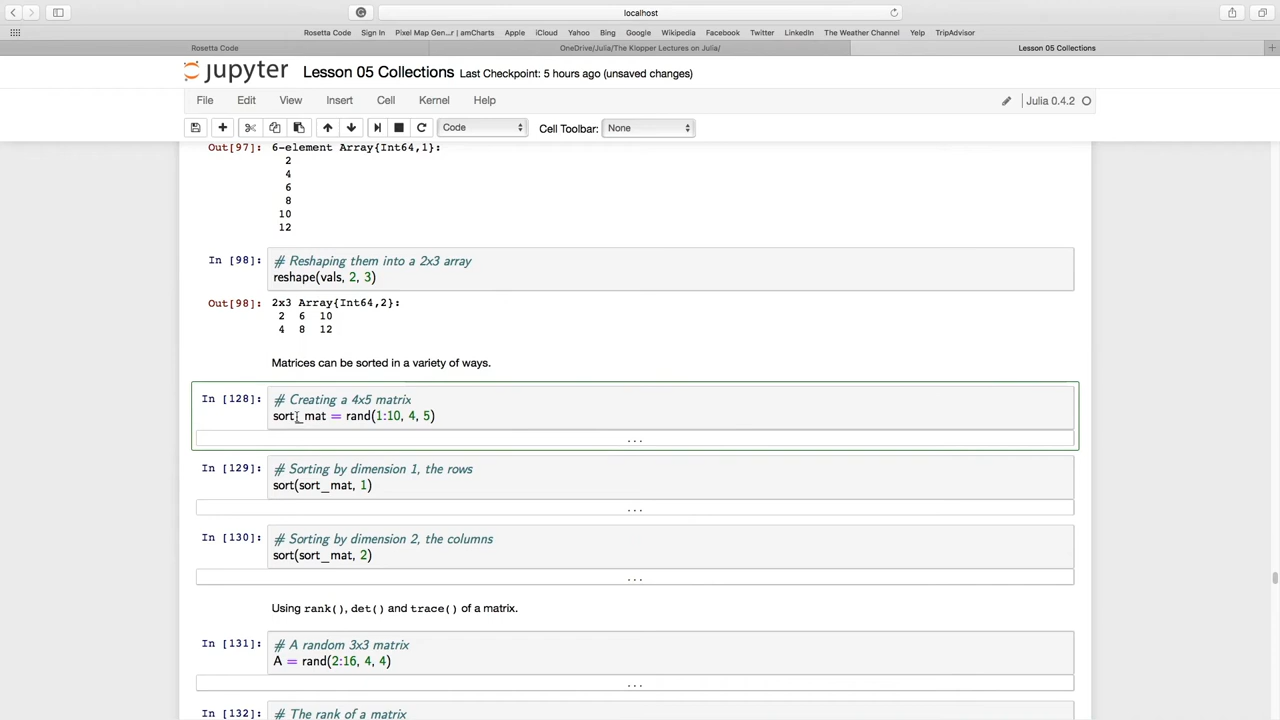 localhost
Rosetta Code Sign In Pixel Map Gen...r | amCharts Apple iCloud Yahoo Bing Google Wikipedia Facebook Twitter LinkedIn The Weather Channel Yelp TripAdvisor
Rosetta Code OneDrive/Julia/The Klopper Lectures on Julia/ Lesson 05 Collections
jupyter Lesson 05 Collections Last Checkpoint: 5 hours ago (unsaved changes)
File Edit View Insert Cell Kernel Help Julia 0.4.2
Code Cell Toolbar: None
Out[97]: 6-element Array{Int64,1}:
2
4
6
8
10
12
In [98]: # Reshaping them into a 2x3 array
reshape(vals, 2, 3)
Out[98]: 2x3 Array{Int64,2}:
2 6 10
4 8 12
Matrices can be sorted in a variety of ways.
In [128]: # Creating a 4x5 matrix
sort_mat = rand(1:10, 4, 5)
...
In [129]: # Sorting by dimension 1, the rows
sort(sort_mat, 1)
...
In [130]: # Sorting by dimension 2, the columns
sort(sort_mat, 2)
...
Using rank(), det() and trace() of a matrix.
In [131]: # A random 3x3 matrix
A = rand(2:16, 4, 4)
...
In [132]: # The rank of a matrix